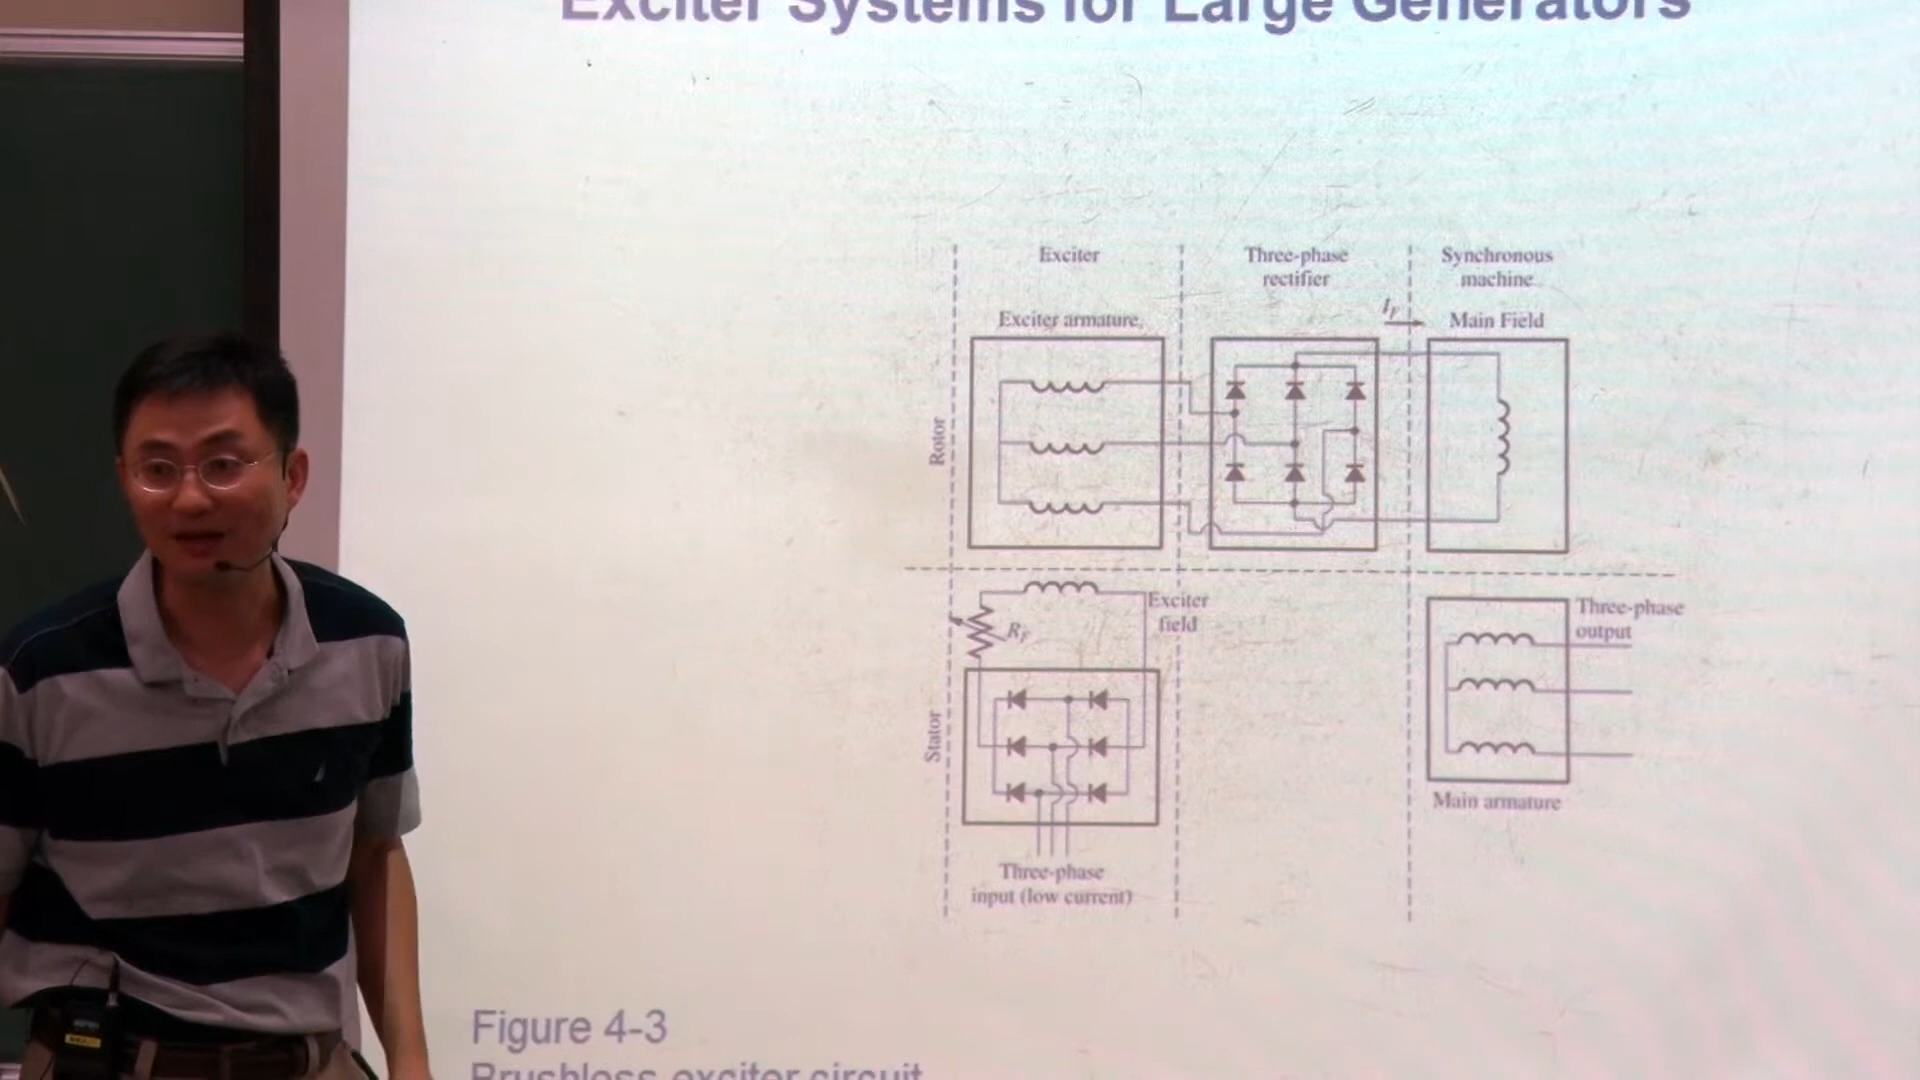 Exciter Systems for Large Generators
Exciter
Three-phase
rectifier
Synchronous
machine
Exciter armature
I_F
Main Field
Rotor
Exciter
field
R_F
Three-phase
output
Stator
Main armature
Three-phase
input (low current)
Figure 4-3
Brushless exciter circuit